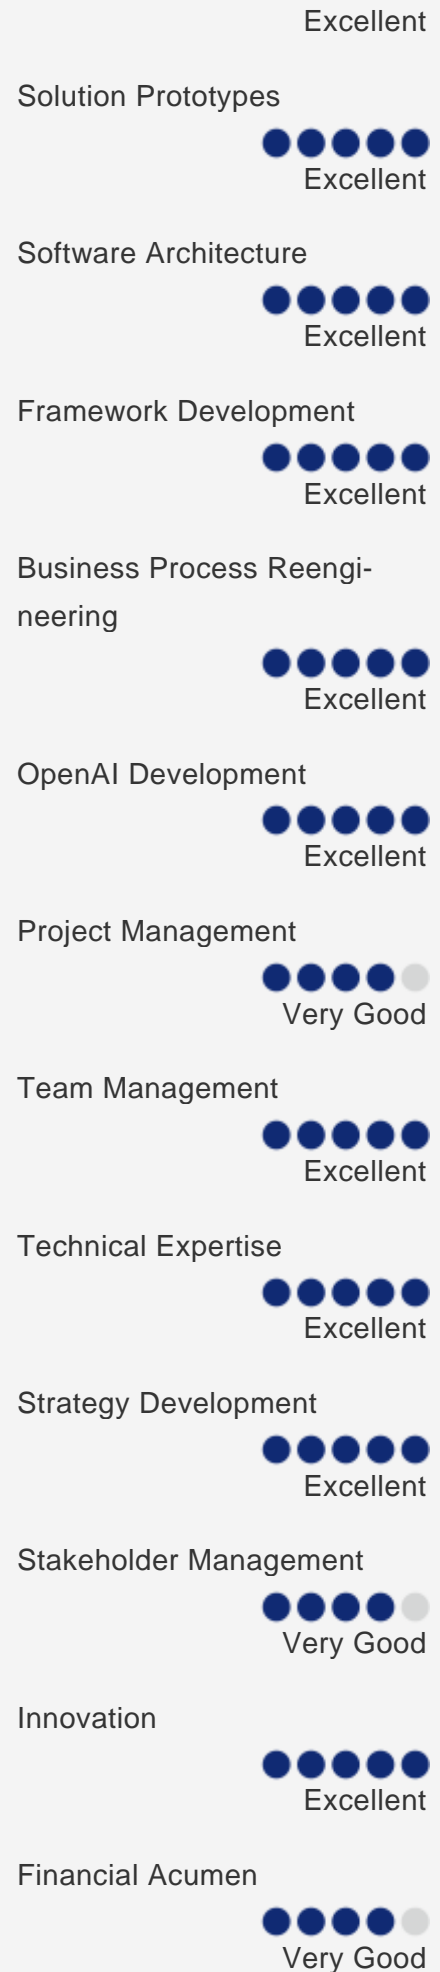 Excellent
Solution Prototypes
Excellent
Software Architecture
Excellent
Framework Development
Excellent
Business Process Reengi-
neering
Excellent
OpenAI Development
Excellent
Project Management
Very Good
Team Management
Excellent
Technical Expertise
Excellent
Strategy Development
Excellent
Stakeholder Management
Very Good
Innovation
Excellent
Financial Acumen
Very Good